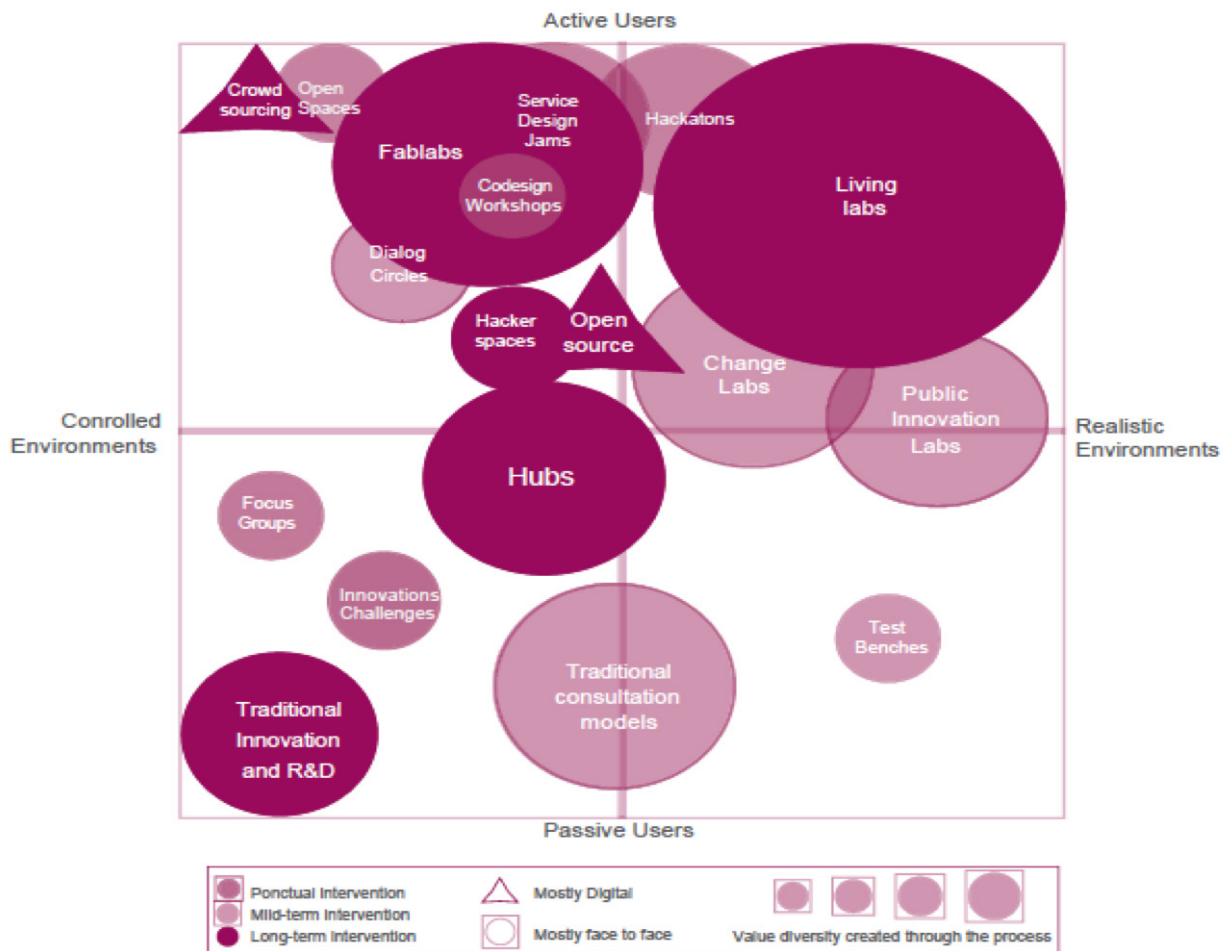 Active Users
Crowd
sourcing
Open
Spaces
Service
Design
Jams
Hackatons
Fablabs
Codesign
Workshops
Living
labs
Dialog
Circles
Hacker
spaces
Open
source
Change
Labs
Public
Innovation
Labs
Conrolled
Environments
Realistic
Environments
Hubs
Focus
Groups
Innovations
Challenges
Test
Benches
Traditional
consultation
models
Traditional
Innovation
and R&D
Passive Users
Ponctual Intervention
Mild-term Intervention
Long-term Intervention
Mostly Digital
Mostly face to face
Value diversity created through the process